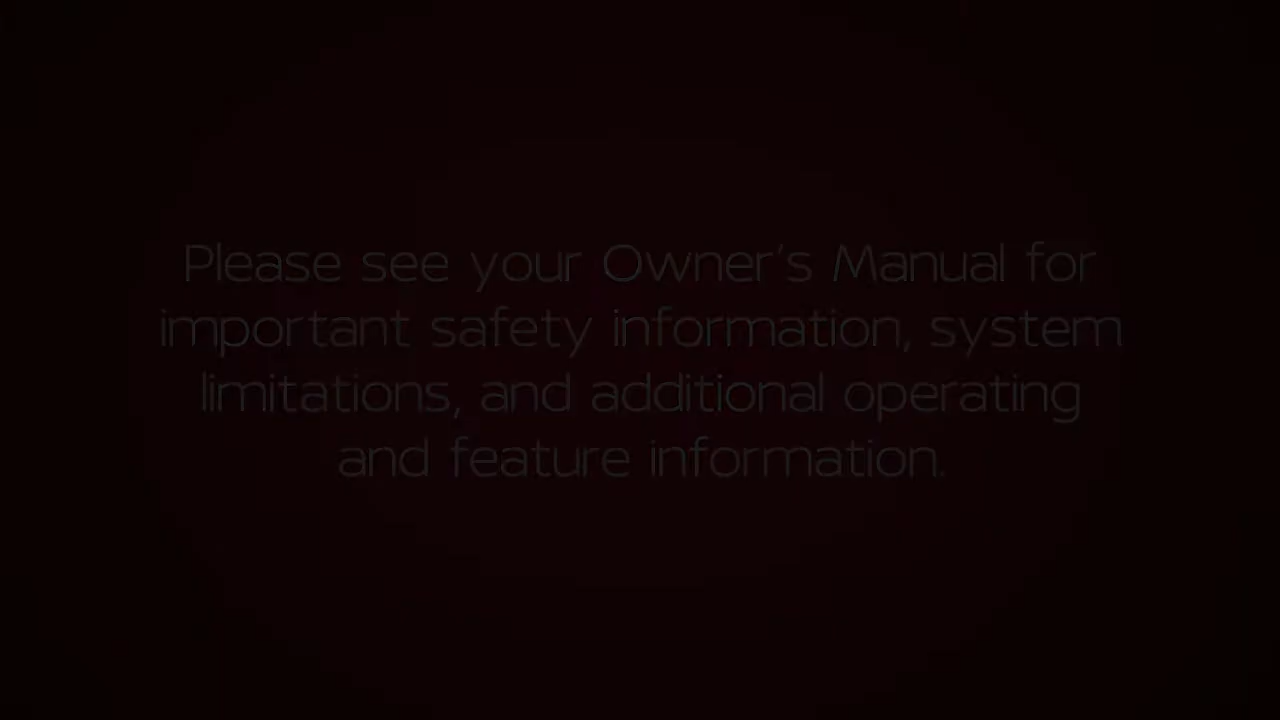 Please see your Owner's Manual for
important safety information, system
limitations, and additional operating
and feature information.